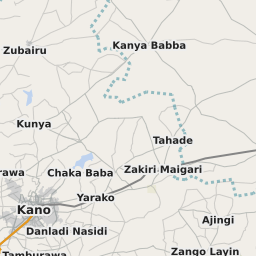 Kanya Babba
Zubairu
Kunya
Tahade
Zakiri Maigari
Chaka Baba
Yarako
Kano
Ajingi
Danladi Nasidi
Zango Layin